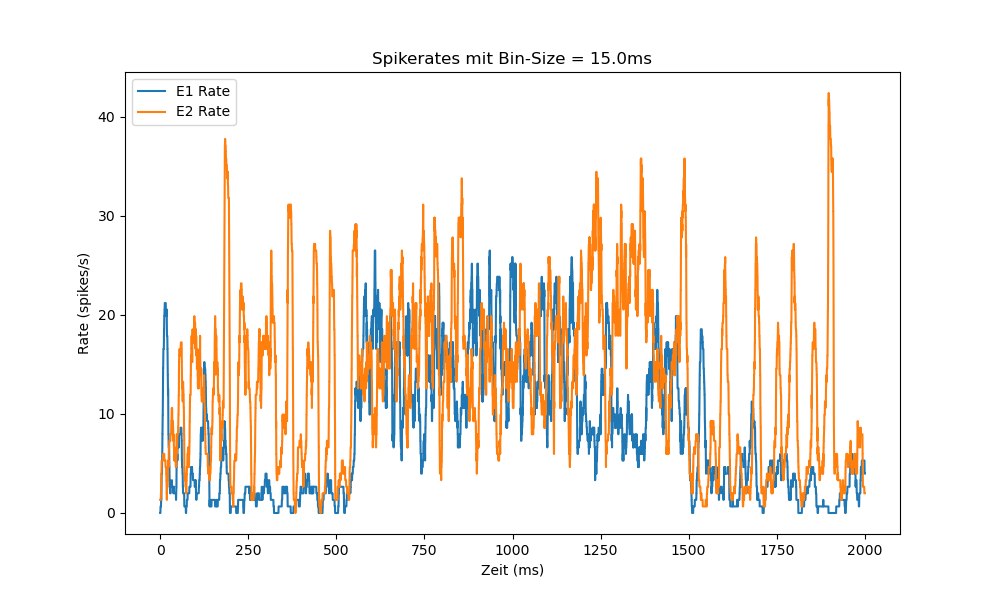 Spikerates mit Bin-Size = 15.0ms
E1 Rate
E2 Rate
Rate (spikes/s)
40
30
20
10
0
0 250 500 750 1000 1250 1500 1750 2000
Zeit (ms)